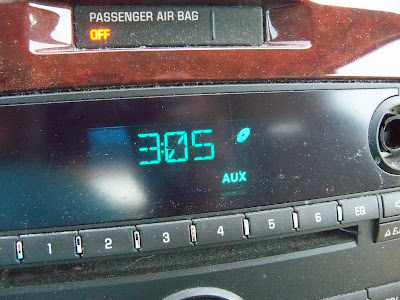 PASSENGER AIR BAG
OFF
3:05
AUX
1 2 3 4 5 6 EQ